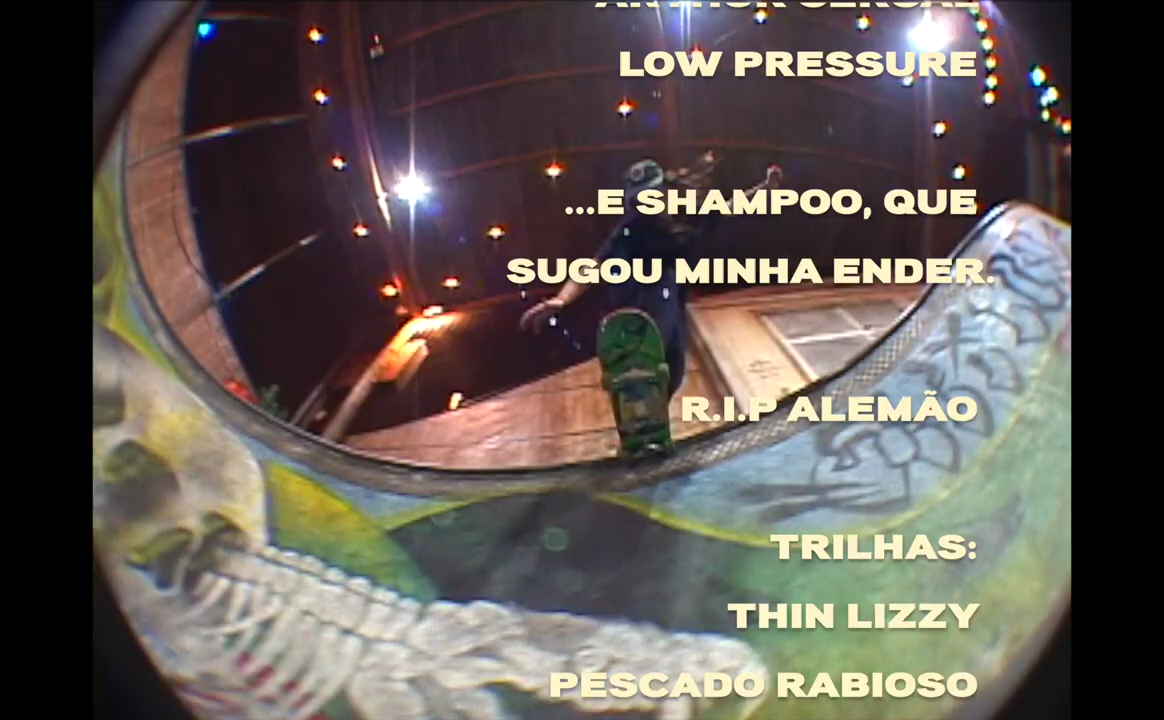 LOW PRESSURE
...E SHAMPOO, QUE
SUGOU MINHA ENDER.
R.I.P ALEMÃO
TRILHAS:
THIN LIZZY
PESCADO RABIOSO